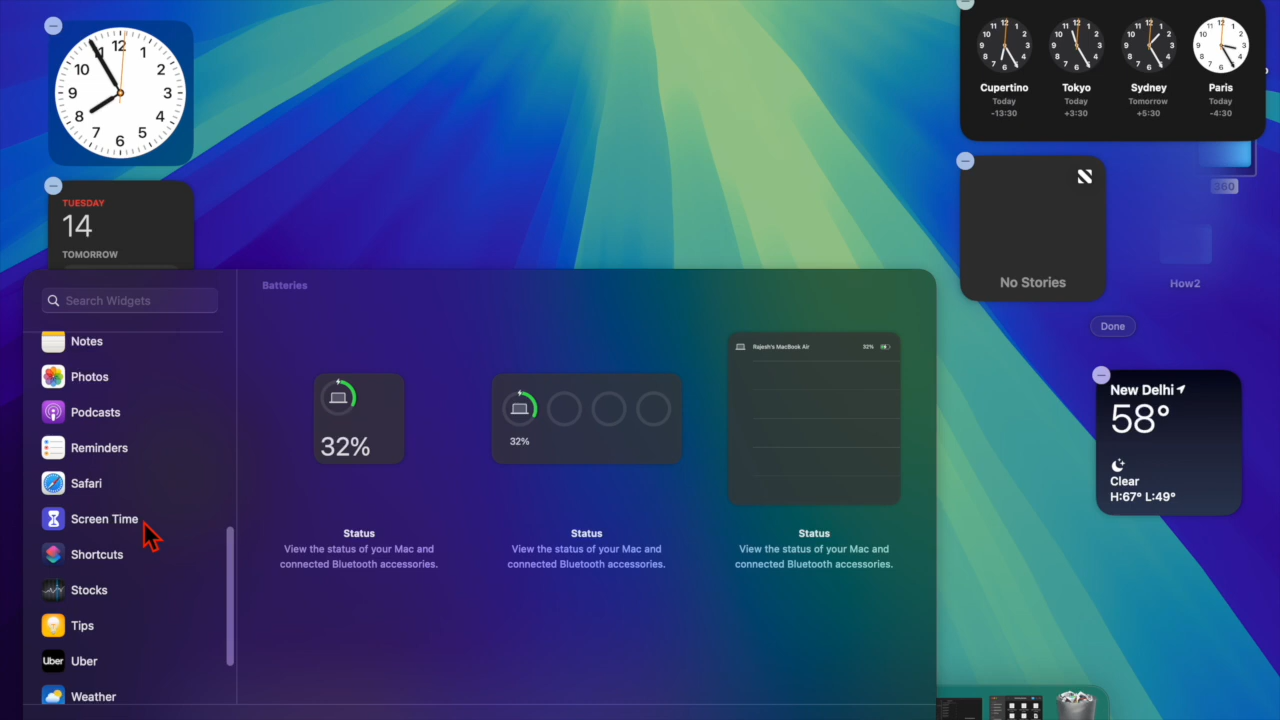 12
1
2
3
4
5
6
7
8
9
10
11
TUESDAY
14
TOMORROW
Cupertino
Today
-13:30
Tokyo
Today
+3:30
Sydney
Tomorrow
+5:30
Paris
Today
-4:30
No Stories
360
How2
Done
New Delhi
58°
Clear
H:67° L:49°
Search Widgets
Notes
Photos
Podcasts
Reminders
Safari
Screen Time
Shortcuts
Stocks
Tips
Uber
Uber
Weather
Batteries
32%
Status
View the status of your Mac and
connected Bluetooth accessories.
32%
Status
View the status of your Mac and
connected Bluetooth accessories.
Rajesh's MacBook Air 32%
Status
View the status of your Mac and
connected Bluetooth accessories.